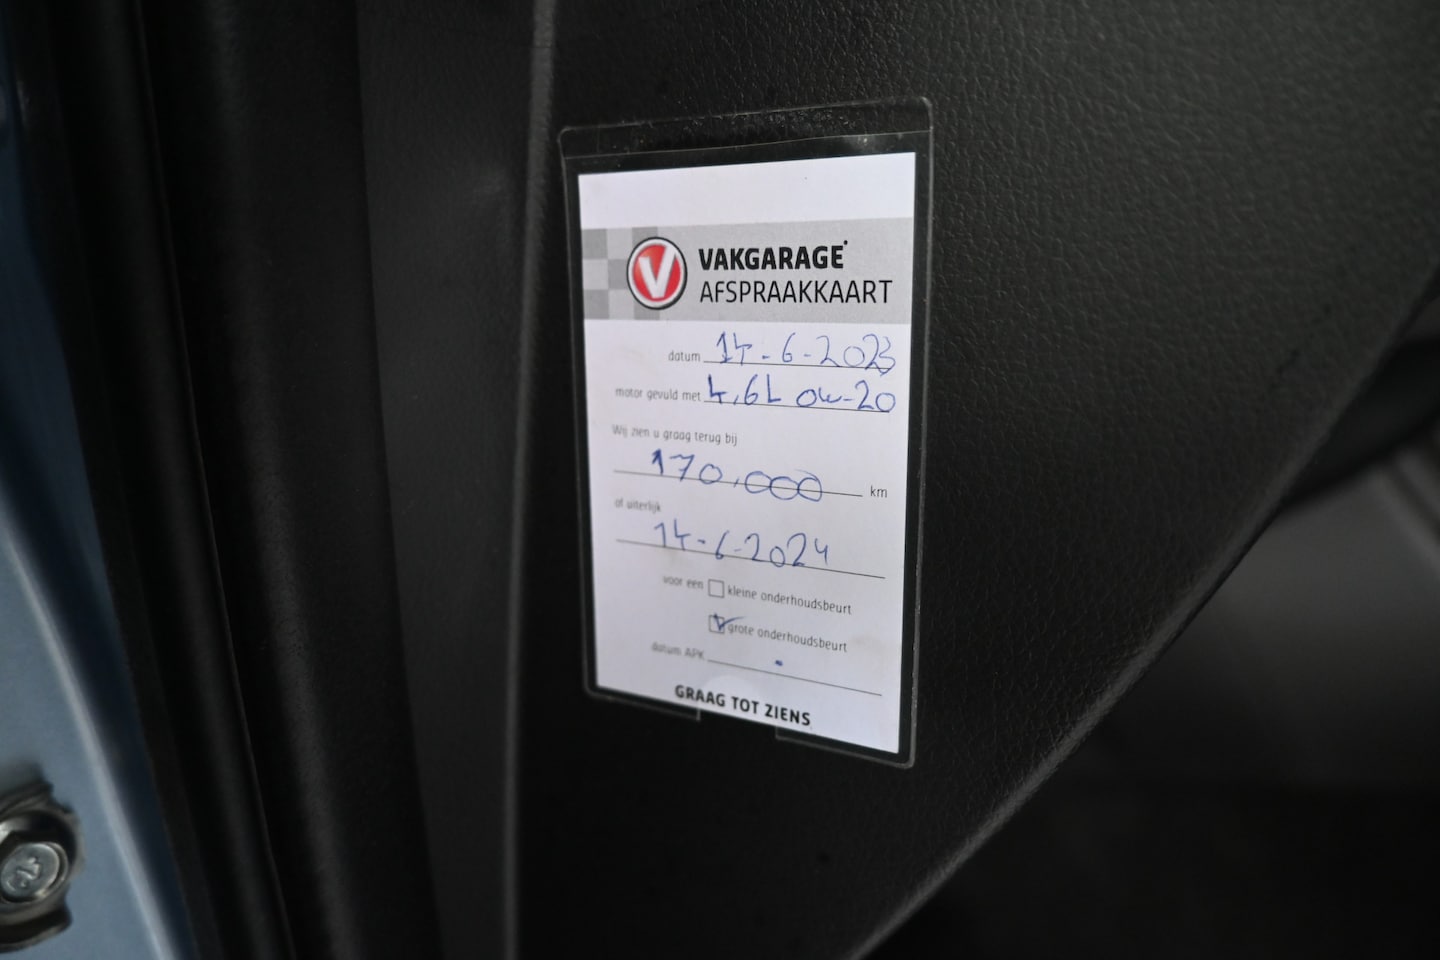 VAKGARAGE
AFSPRAAKKAART
datum 14-6-2023
motor gevuld met 4,6L 0w-20
Wij zien u graag terug bij
170.000 km
of uiterlijk
14-6-2024
voor een kleine onderhoudsbeurt
grote onderhoudsbeurt
datum APK
GRAAG TOT ZIENS